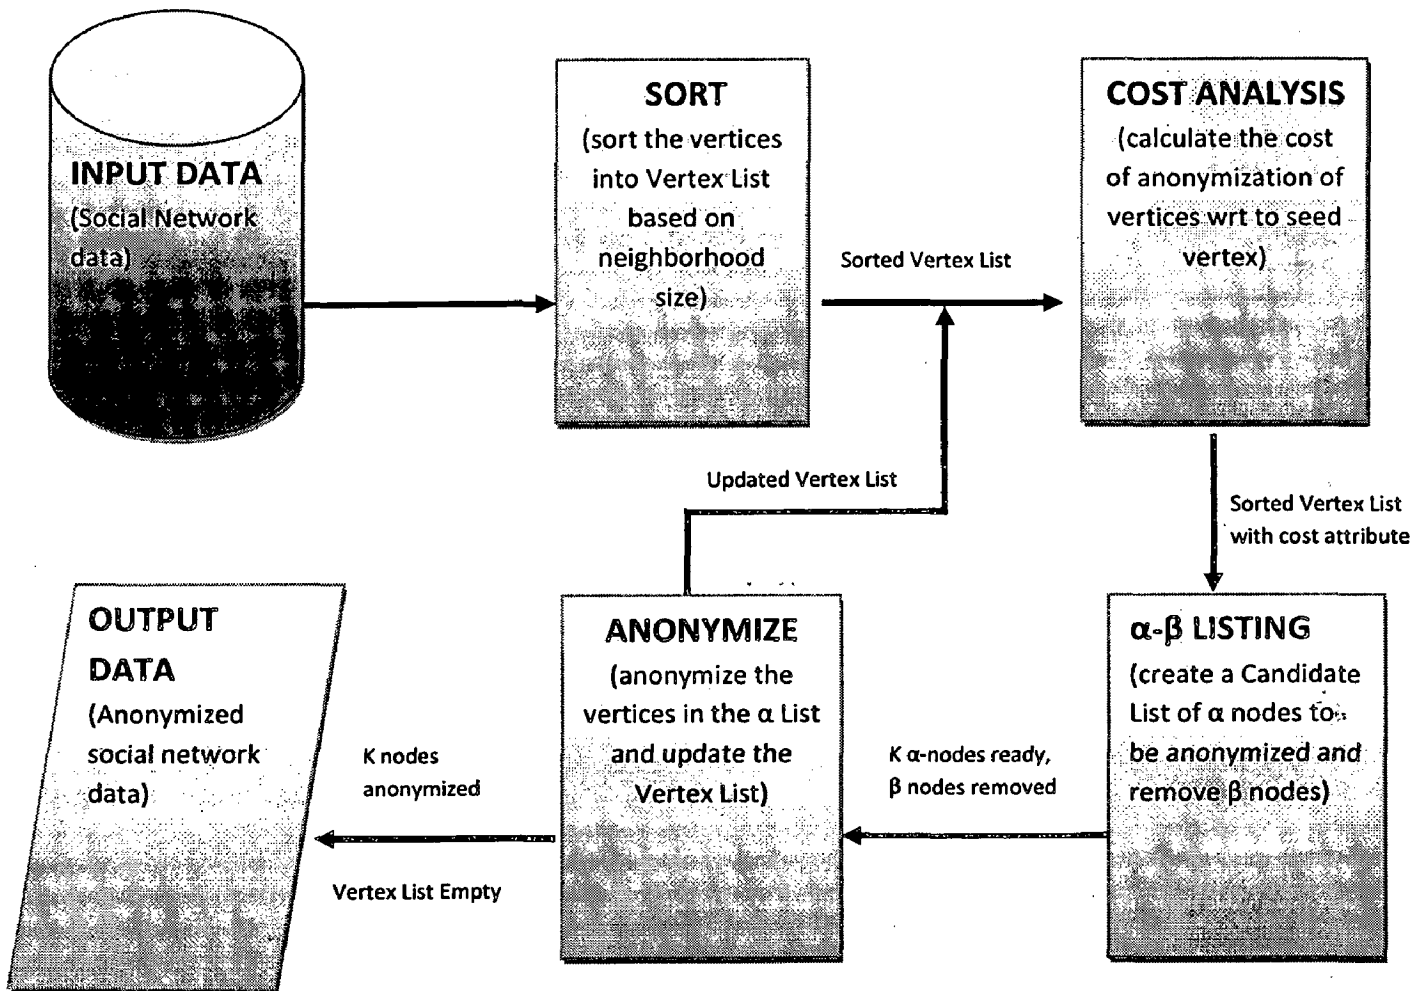 INPUT DATA
(Social Network
data)
SORT
(sort the vertices
into Vertex List
based on
neighborhood
size)
Sorted Vertex List
COST ANALYSIS
(calculate the cost
of anonymization of
vertices wrt to seed
vertex)
Updated Vertex List
Sorted Vertex List
with cost attribute
OUTPUT
DATA
(Anonymized
social network
data)
K nodes
anonymized
Vertex List Empty
ANONYMIZE
(anonymize the
vertices in the α List
and update the
Vertex List)
K α-nodes ready,
β nodes removed
α-β LISTING
(create a Candidate
List of α nodes to
be anonymized and
remove β nodes)